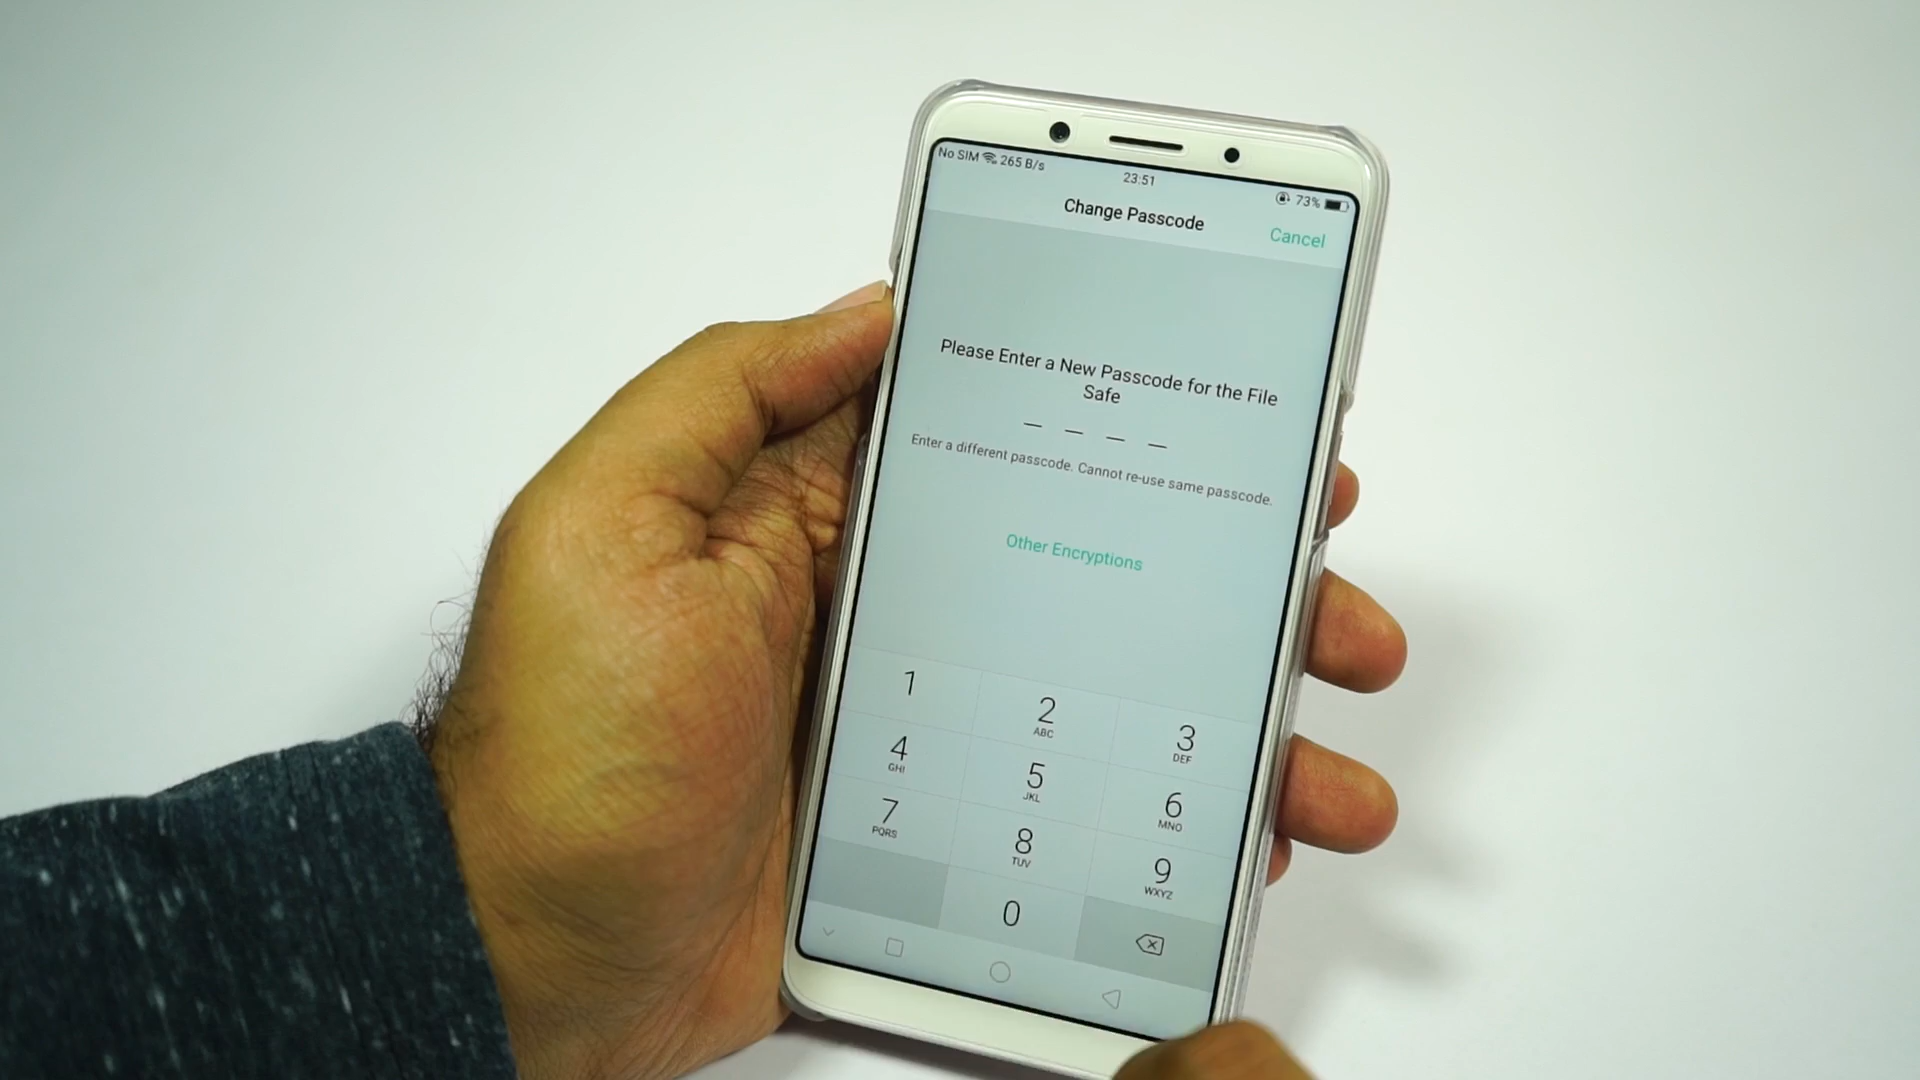 No SIM 265 B/s
23:51
73%
Change Passcode
Cancel
Please Enter a New Passcode for the File
Safe
Enter a different passcode. Cannot re-use same passcode.
Other Encryptions
1
2
ABC
3
DEF
4
GHI
5
JKL
6
MNO
7
PQRS
8
TUV
9
WXYZ
0